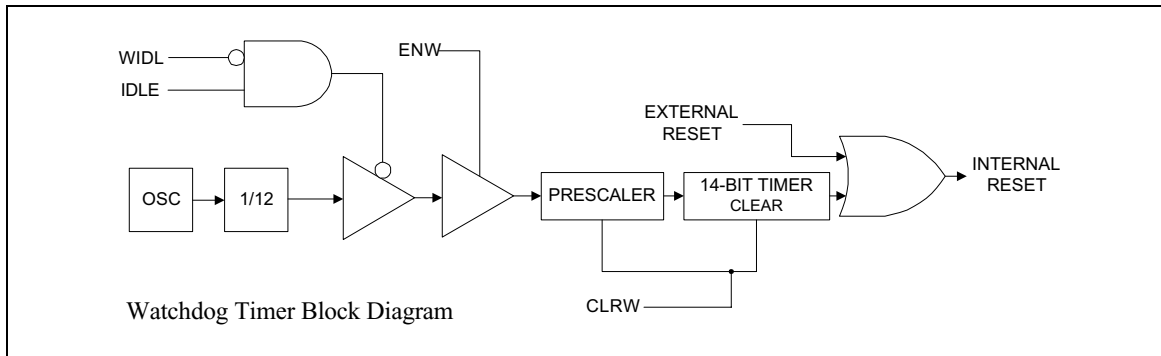 WIDL
IDLE
ENW
EXTERNAL
RESET
INTERNAL
RESET
OSC
1/12
PRESCALER
14-BIT TIMER
CLEAR
CLRW
Watchdog Timer Block Diagram